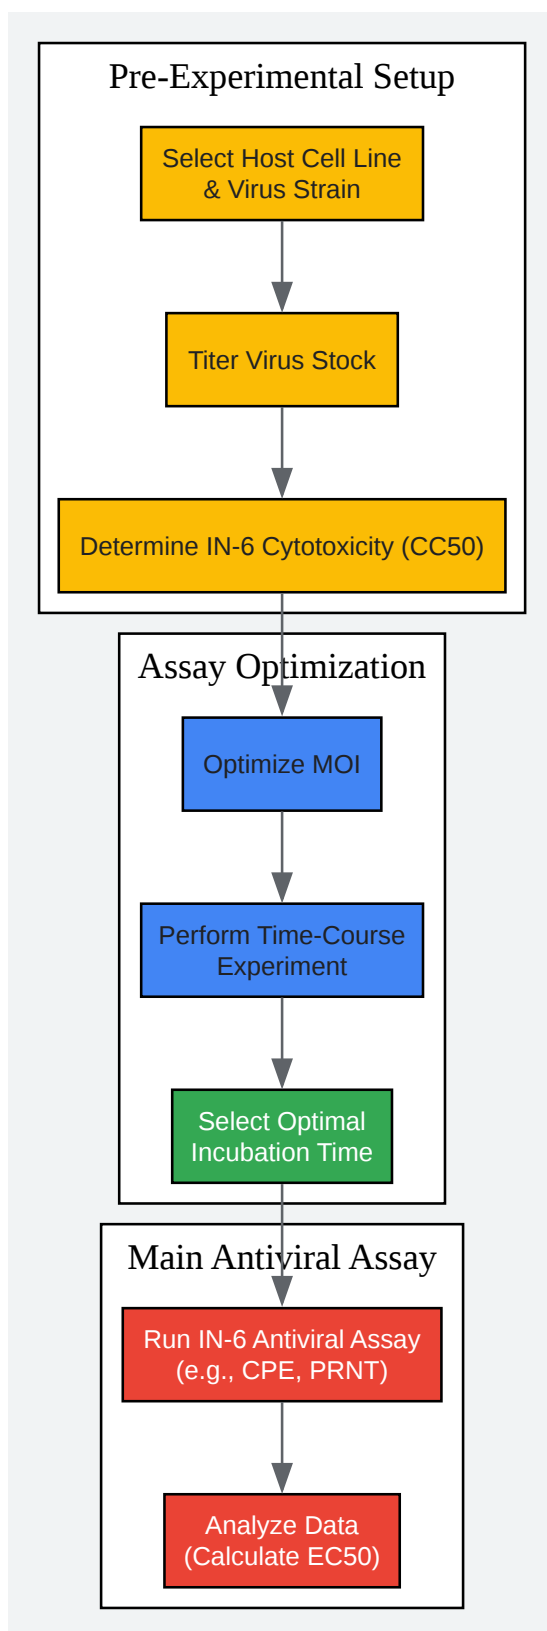 Pre-Experimental Setup
Select Host Cell Line
& Virus Strain
Titer Virus Stock
Determine IN-6 Cytotoxicity (CC50)
Assay Optimization
Optimize MOI
Perform Time-Course
Experiment
Select Optimal
Incubation Time
Main Antiviral Assay
Run IN-6 Antiviral Assay
(e.g., CPE, PRNT)
Analyze Data
(Calculate EC50)